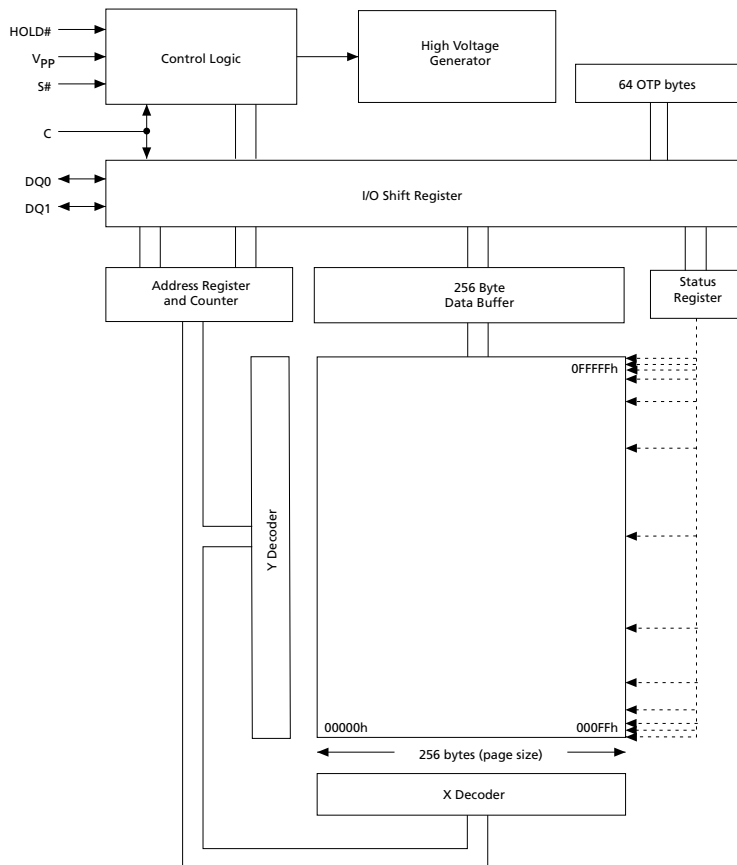 HOLD#
VPP
S#
Control Logic
High Voltage
Generator
64 OTP bytes
C
DQ0
DQ1
I/O Shift Register
Address Register
and Counter
256 Byte
Data Buffer
Status
Register
0FFFFFh
Y Decoder
00000h
000FFh
256 bytes (page size)
X Decoder